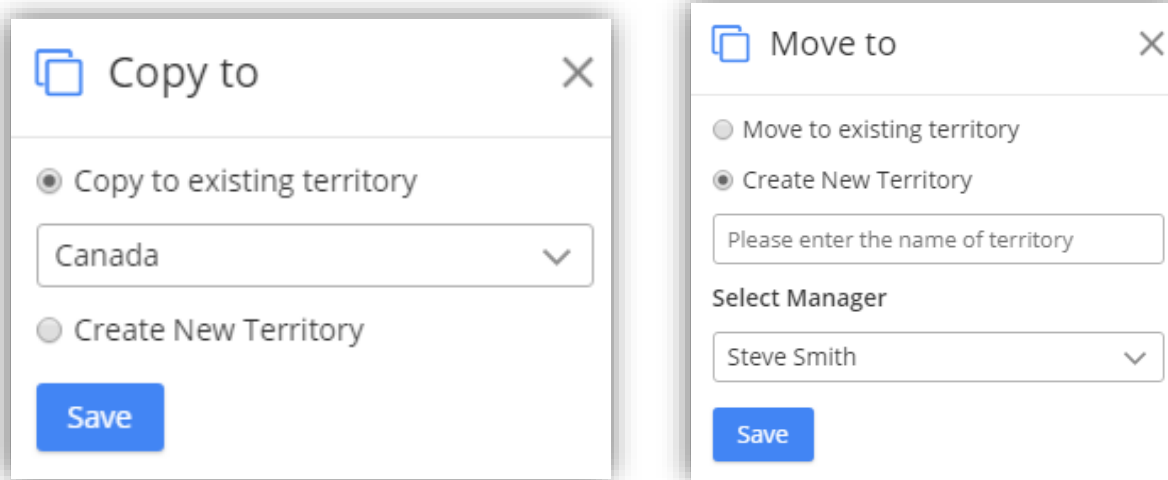 Copy to
Copy to existing territory
Canada
Create New Territory
Save
Move to
Move to existing territory
Create New Territory
Please enter the name of territory
Select Manager
Steve Smith
Save